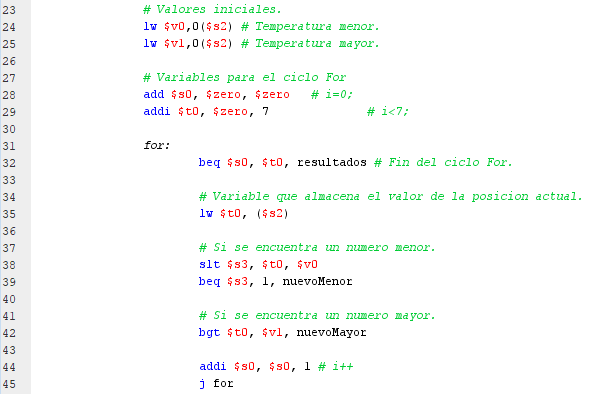 23 # Valores iniciales.
24 lw $v0,0($s2) # Temperatura menor.
25 lw $v1,0($s2) # Temperatura mayor.
26
27 # Variables para el ciclo For
28 add $s0, $zero, $zero # i=0;
29 addi $t0, $zero, 7 # i<7;
30
31 for:
32 beq $s0, $t0, resultados # Fin del ciclo For.
33
34 # Variable que almacena el valor de la posicion actual.
35 lw $t0, ($s2)
36
37 # Si se encuentra un numero menor.
38 slt $s3, $t0, $v0
39 beq $s3, 1, nuevoMenor
40
41 # Si se encuentra un numero mayor.
42 bgt $t0, $v1, nuevoMayor
43
44 addi $s0, $s0, 1 # i++
45 j for